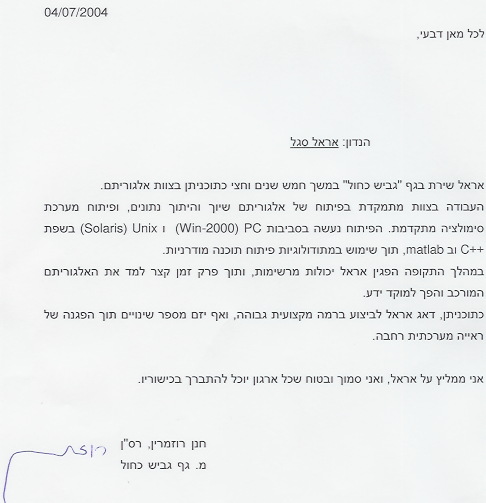 04/07/2004
לכל מאן דבעי,
הנדון: אראל סגל
אראל שירת בגף "גביש כחול" במשך חמש שנים וחצי כתוכניתן בצוות אלגוריתם.
העבודה בצוות מתמקדת בפיתוח של אלגוריתם שיוך והיתוך נתונים, ופיתוח מערכת
סימולציה מתקדמת. הפיתוח נעשה בסביבות PC (Win-2000) ו Unix (Solaris) בשפת
C++ וב matlab, תוך שימוש במתודולוגיות פיתוח תוכנה מודרניות.
במהלך התקופה הפגין אראל יכולות מרשימות, ותוך פרק זמן קצר למד את האלגוריתם
המורכב והפך למוקד ידע.
כתוכניתן, דאג אראל לביצוע ברמה מקצועית גבוהה, ואף יזם מספר שינויים תוך הפגנה של
ראייה מערכתית רחבה.
אני ממליץ על אראל, ואני סמוך ובטוח שכל ארגון יוכל להתברך בכישוריו.
חנן רוזמרין, רס"ן
מ. גף גביש כחול